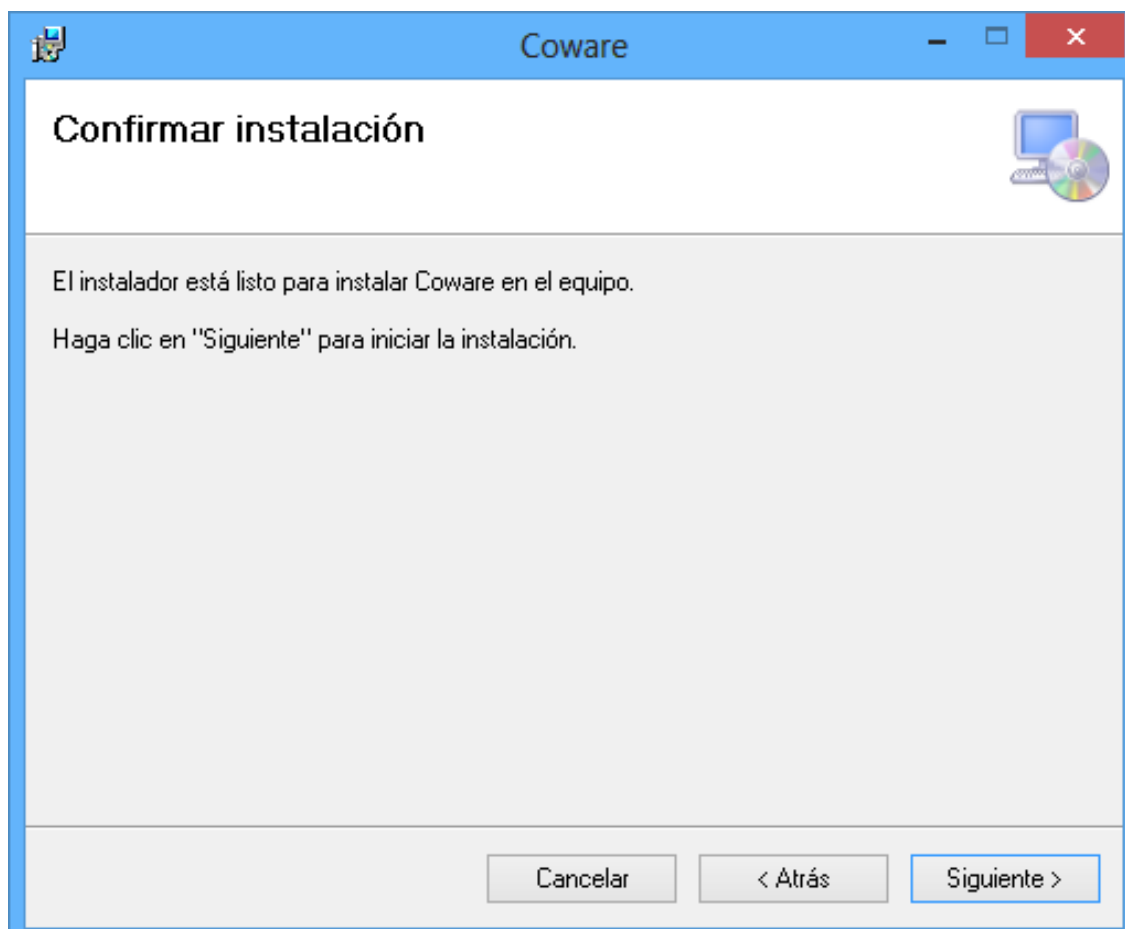 Coware
Confirmar instalación
El instalador está listo para instalar Coware en el equipo.
Haga clic en "Siguiente" para iniciar la instalación.
Cancelar
< Atrás
Siguiente >